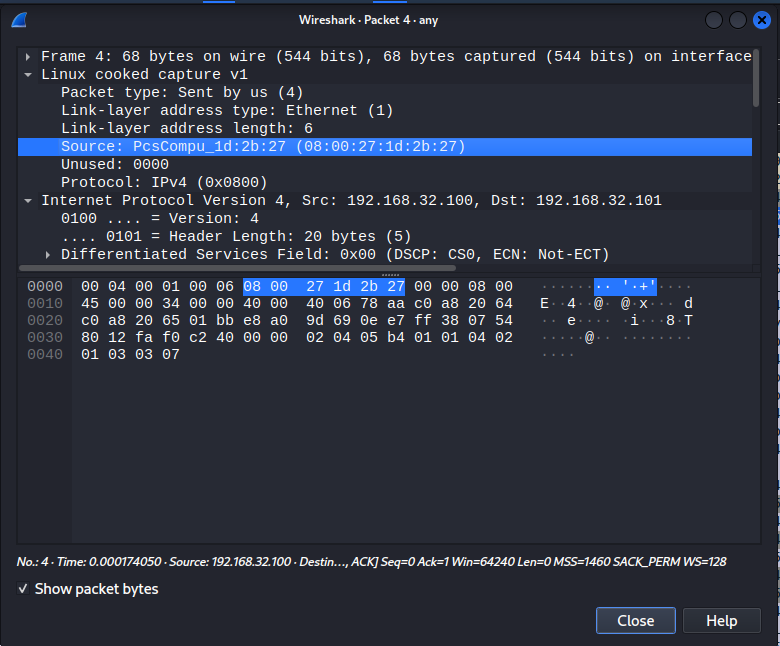 Wireshark · Packet 4 · any
Frame 4: 68 bytes on wire (544 bits), 68 bytes captured (544 bits) on interface
Linux cooked capture v1
Packet type: Sent by us (4)
Link-layer address type: Ethernet (1)
Link-layer address length: 6
Source: PcsCompu_1d:2b:27 (08:00:27:1d:2b:27)
Unused: 0000
Protocol: IPv4 (0x0800)
Internet Protocol Version 4, Src: 192.168.32.100, Dst: 192.168.32.101
0100 .... = Version: 4
.... 0101 = Header Length: 20 bytes (5)
Differentiated Services Field: 0x00 (DSCP: CS0, ECN: Not-ECT)
0000 00 04 00 01 00 06 08 00 27 1d 2b 27 00 00 08 00 ········'·+'····
0010 45 00 00 34 00 00 40 00 40 06 78 aa c0 a8 20 64 E··4··@·@·x··· d
0020 c0 a8 20 65 01 bb e8 a0 9d 69 0e e7 ff 38 07 54 ·· e·····i···8·T
0030 80 12 fa f0 c2 40 00 00 02 04 05 b4 01 01 04 02 ·····@··········
0040 01 03 03 07 ····
No.: 4 · Time: 0.000174050 · Source: 192.168.32.100 · Destin…, ACK] Seq=0 Ack=1 Win=64240 Len=0 MSS=1460 SACK_PERM WS=128
Show packet bytes
Close
Help